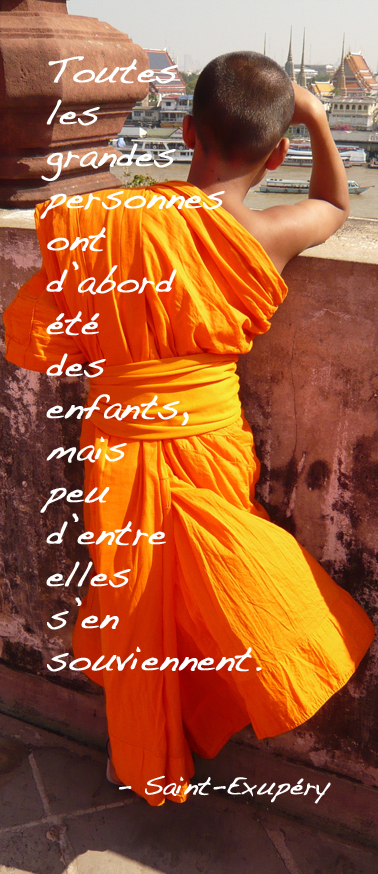 Toutes
les
grandes
personnes
ont
d'abord
été
des
enfants,
mais
peu
d'entre
elles
s'en
souviennent.
- Saint-Exupéry